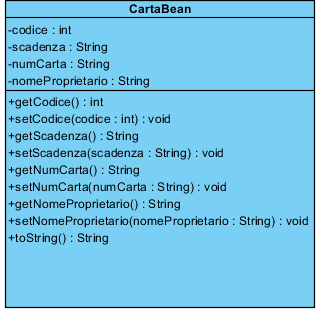 CartaBean
-codice : int
-scadenza : String
-numCarta : String
-nomeProprietario : String
+getCodice() : int
+setCodice(codice : int) : void
+getScadenza() : String
+setScadenza(scadenza : String) : void
+getNumCarta() : String
+setNumCarta(numCarta : String) : void
+getNomeProprietario() : String
+setNomeProprietario(nomeProprietario : String) : void
+toString() : String